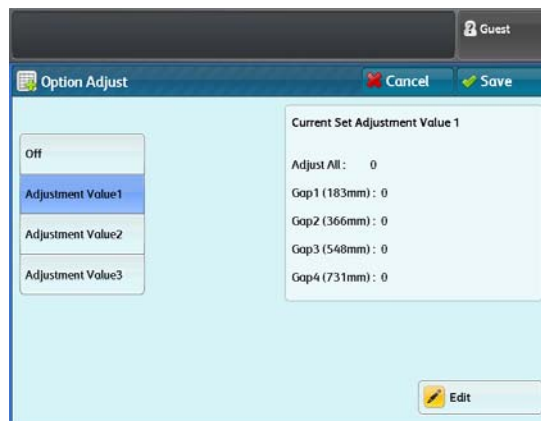 Guest
Option Adjust
Cancel
Save
Off
Adjustment Value1
Adjustment Value2
Adjustment Value3
Current Set Adjustment Value 1
Adjust All : 0
Gap1 (183mm) : 0
Gap2 (366mm) : 0
Gap3 (548mm) : 0
Gap4 (731mm) : 0
Edit